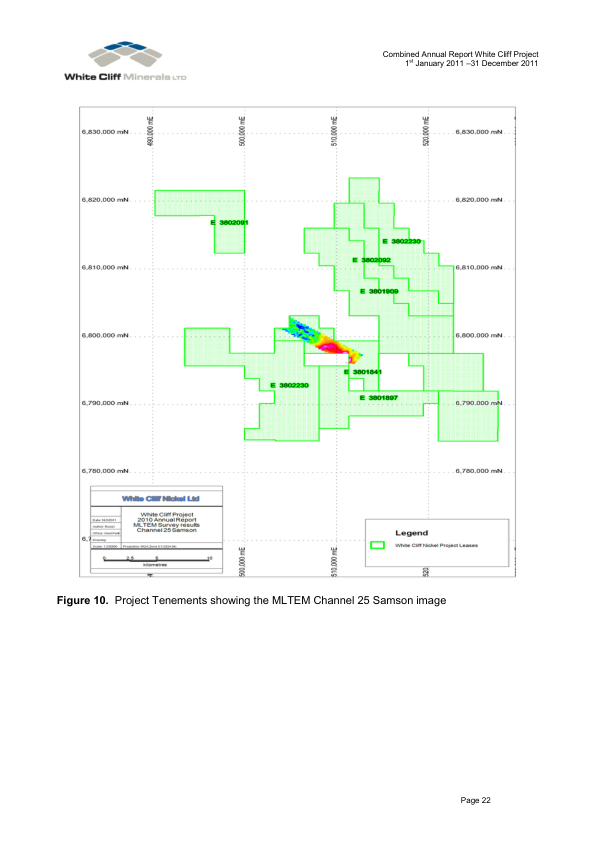 White Cliff Minerals LTD
Combined Annual Report White Cliff Project
1st January 2011 –31 December 2011
490,000 mE
500,000 mE
510,000 mE
520,000 mE
6,830,000 mN
6,830,000 mN
6,820,000 mN
6,820,000 mN
E 3802091
E 3802230
E 3802092
6,810,000 mN
6,810,000 mN
E 3801909
6,800,000 mN
6,800,000 mN
E 3801841
E 3802230
E 3801897
6,790,000 mN
6,790,000 mN
6,780,000 mN
6,780,000 mN
White Cliff Nickel Ltd
White Cliff Project
2010 Annual Report
MLTEM Survey results
Channel 25 Samson
0 2.5 5 10
kilometres
Legend
White Cliff Nickel Project Leases
500,000 mE
510,000 mE
520
Figure 10. Project Tenements showing the MLTEM Channel 25 Samson image
Page 22